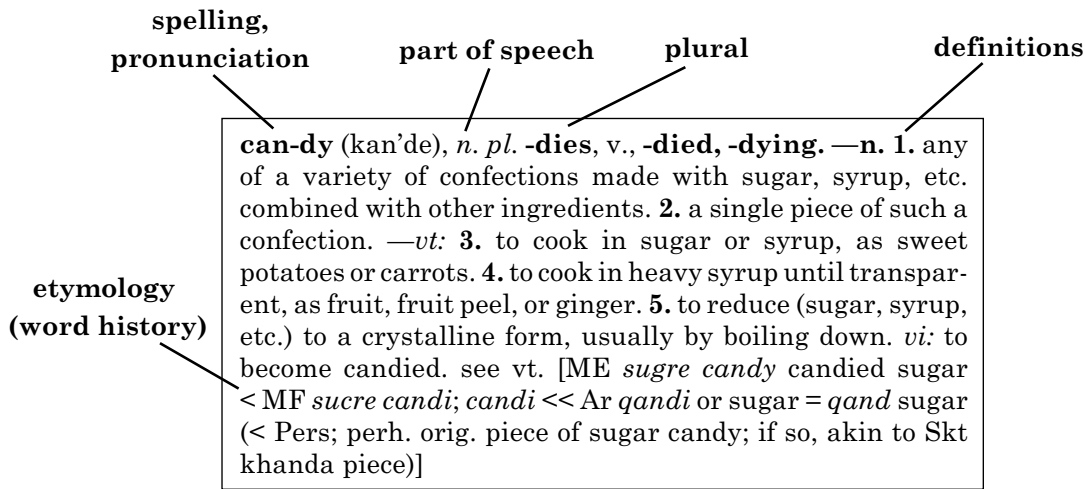 spelling,
pronunciation
part of speech
plural
definitions
can-dy (kan’de), n. pl. -dies, v., -died, -dying. —n. 1. any
of a variety of confections made with sugar, syrup, etc.
combined with other ingredients. 2. a single piece of such a
confection. —vt: 3. to cook in sugar or syrup, as sweet
potatoes or carrots. 4. to cook in heavy syrup until transpar-
ent, as fruit, fruit peel, or ginger. 5. to reduce (sugar, syrup,
etc.) to a crystalline form, usually by boiling down. vi: to
become candied. see vt. [ME sugre candy candied sugar
< MF sucre candi; candi << Ar qandi or sugar = qand sugar
(< Pers; perh. orig. piece of sugar candy; if so, akin to Skt
khanda piece)]
etymology
(word history)